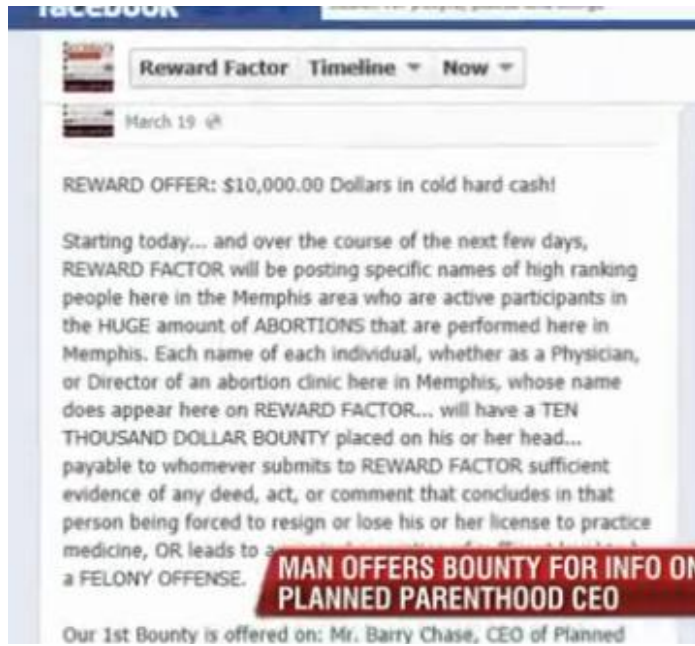 facebook
Reward Factor Timeline Now
March 19
REWARD OFFER: $10,000.00 Dollars in cold hard cash!
Starting today... and over the course of the next few days,
REWARD FACTOR will be posting specific names of high ranking
people here in the Memphis area who are active participants in
the HUGE amount of ABORTIONS that are performed here in
Memphis. Each name of each individual, whether as a Physician,
or Director of an abortion clinic here in Memphis, whose name
does appear here on REWARD FACTOR... will have a TEN
THOUSAND DOLLAR BOUNTY placed on his or her head...
payable to whomever submits to REWARD FACTOR sufficient
evidence of any deed, act, or comment that concludes in that
person being forced to resign or lose his or her license to practice
medicine, OR leads to
a FELONY OFFENSE.
MAN OFFERS BOUNTY FOR INFO ON
PLANNED PARENTHOOD CEO
Our 1st Bounty is offered on: Mr. Barry Chase, CEO of Planned